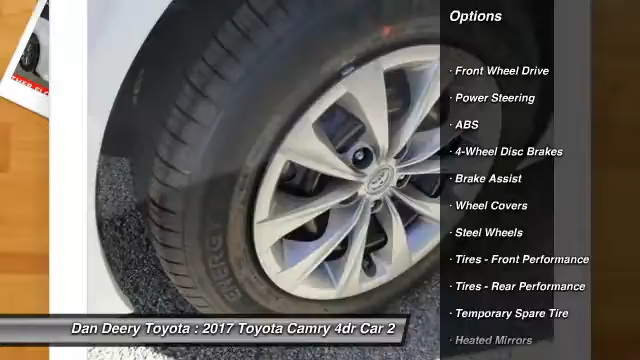 Options
· Front Wheel Drive
· Power Steering
· ABS
· 4-Wheel Disc Brakes
· Brake Assist
· Wheel Covers
· Steel Wheels
· Tires - Front Performance
· Tires - Rear Performance
· Temporary Spare Tire
· Heated Mirrors
ENERGY
Dan Deery Toyota : 2017 Toyota Camry 4dr Car 2